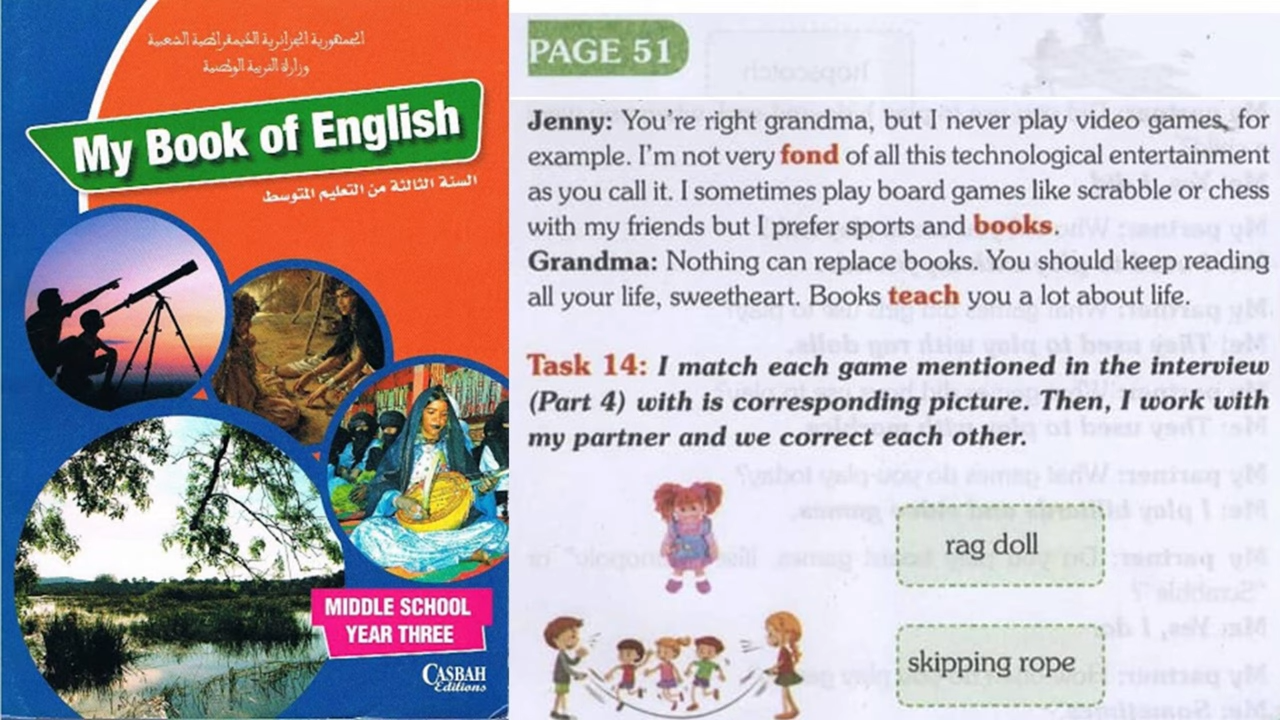 الجمهورية الجزائرية الديمقراطية الشعبية
وزارة التربية الوطنية
My Book of English
السنة الثالثة من التعليم المتوسط
MIDDLE SCHOOL
YEAR THREE
CASBAH
Editions
PAGE 51
hopscotch
Jenny: You're right grandma, but I never play video games, for
example. I'm not very fond of all this technological entertainment
as you call it. I sometimes play board games like scrabble or chess
with my friends but I prefer sports and books.
Grandma: Nothing can replace books. You should keep reading
all your life, sweetheart. Books teach you a lot about life.
Task 14: I match each game mentioned in the interview
(Part 4) with is corresponding picture. Then, I work with
my partner and we correct each other.
rag doll
skipping rope